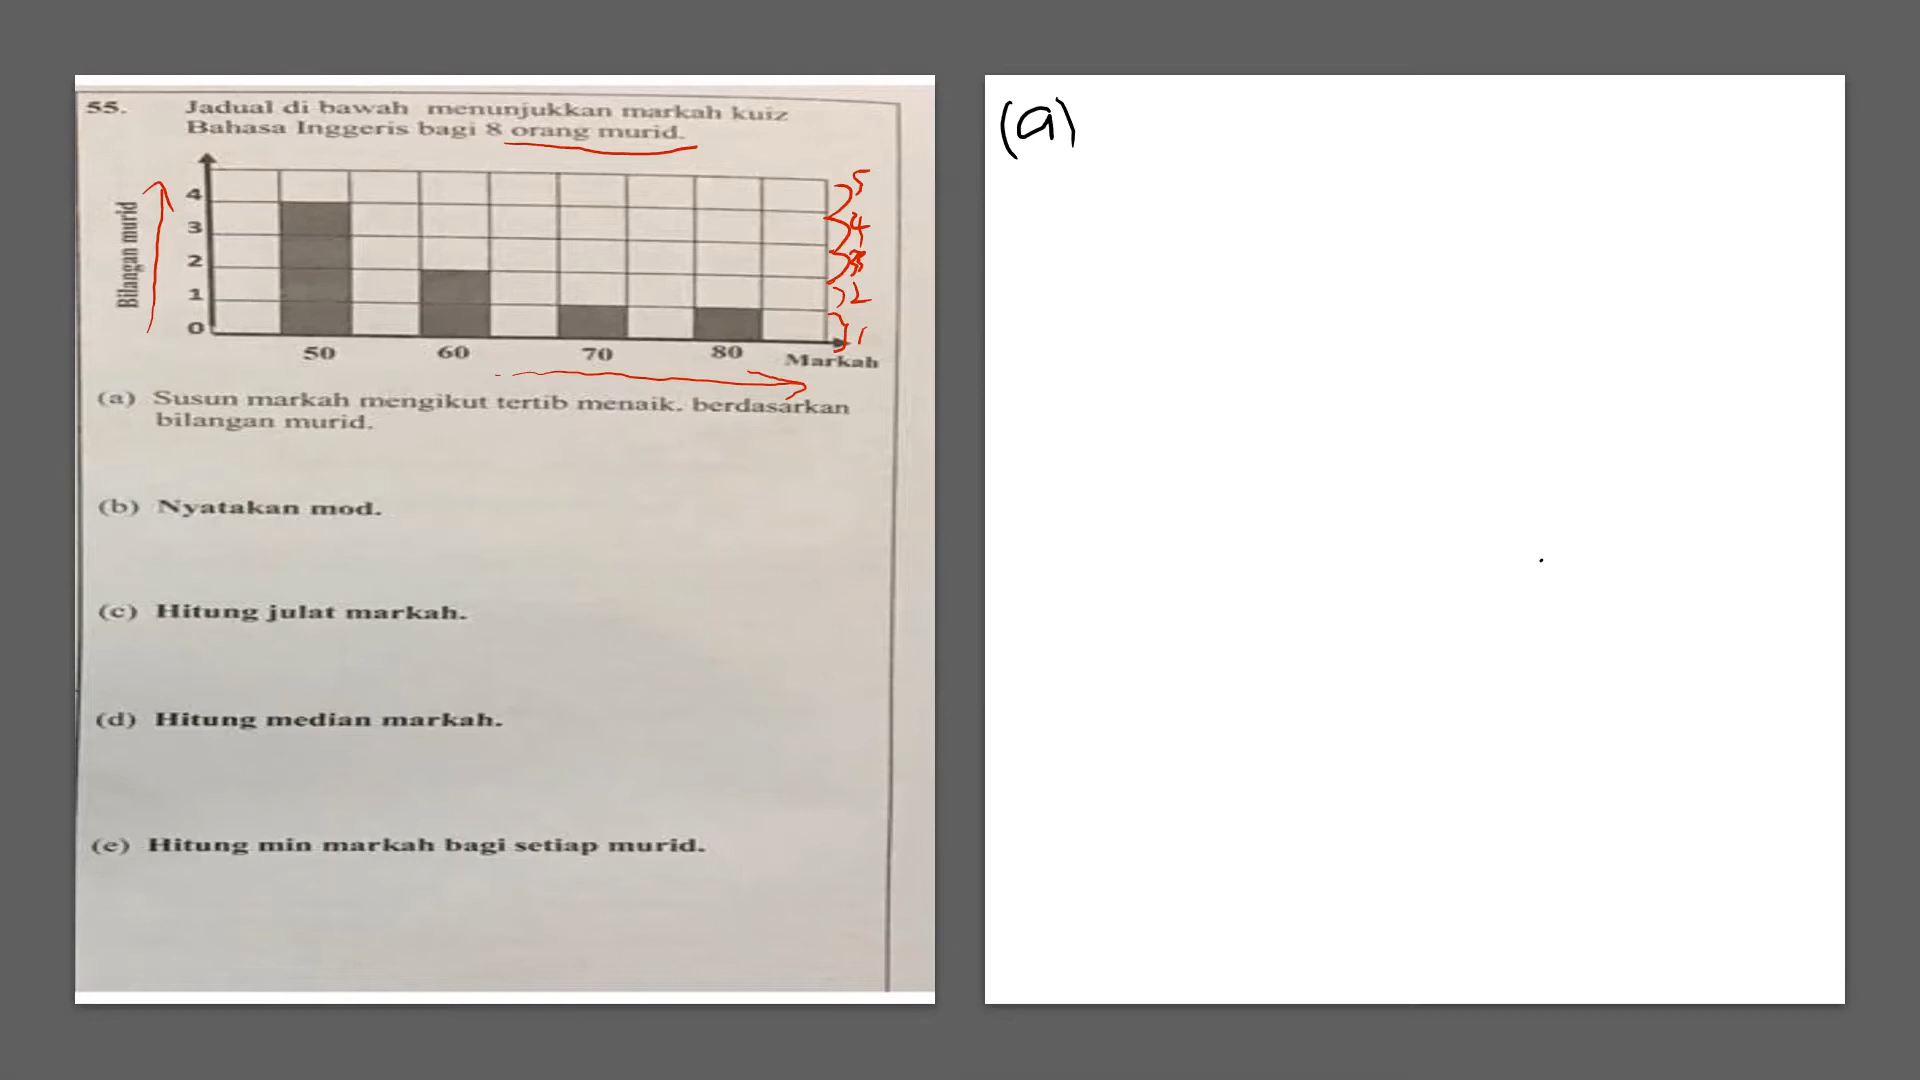 55. Jadual di bawah menunjukkan markah kuiz
Bahasa Inggeris bagi 8 orang murid.
Bilangan murid
4
3
2
1
0
5
4
3
2
1
50 60 70 80 Markah
(a) Susun markah mengikut tertib menaik. berdasarkan
bilangan murid.
(b) Nyatakan mod.
(c) Hitung julat markah.
(d) Hitung median markah.
(e) Hitung min markah bagi setiap murid.
(a)